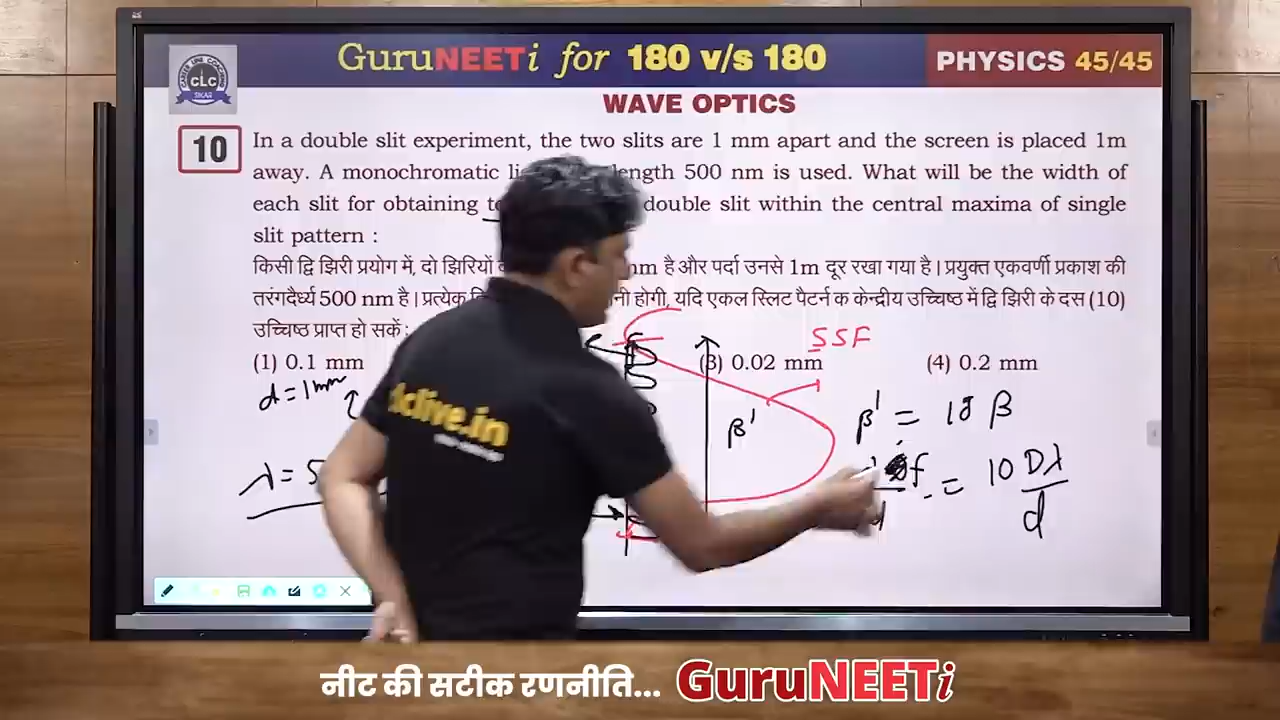 GuruNEETi for 180 v/s 180
PHYSICS 45/45
CLC
SIKAR
WAVE OPTICS
10
In a double slit experiment, the two slits are 1 mm apart and the screen is placed 1m
away. A monochromatic length 500 nm is used. What will be the width of
each slit for obtaining double slit within the central maxima of single
slit pattern :
किसी द्वि झिरी प्रयोग में, दो झिरियों mm है और पर्दा उनसे 1m दूर रखा गया है। प्रयुक्त एकवर्णी प्रकाश की
तरंगदैर्ध्य 500 nm है। प्रत्येक होगी, यदि एकल स्लिट पैटर्न क केन्द्रीय उच्चिष्ठ में द्वि झिरी के दस (10)
उच्चिष्ठ प्राप्त हो सकें :
(1) 0.1 mm
(3) 0.02 mm
(4) 0.2 mm
SSF
d = 1mm
β'
β' = 10 β
λ = 5
f = 10 Dλ
d
clive.in
नीट की सटीक रणनीति... GuruNEETi